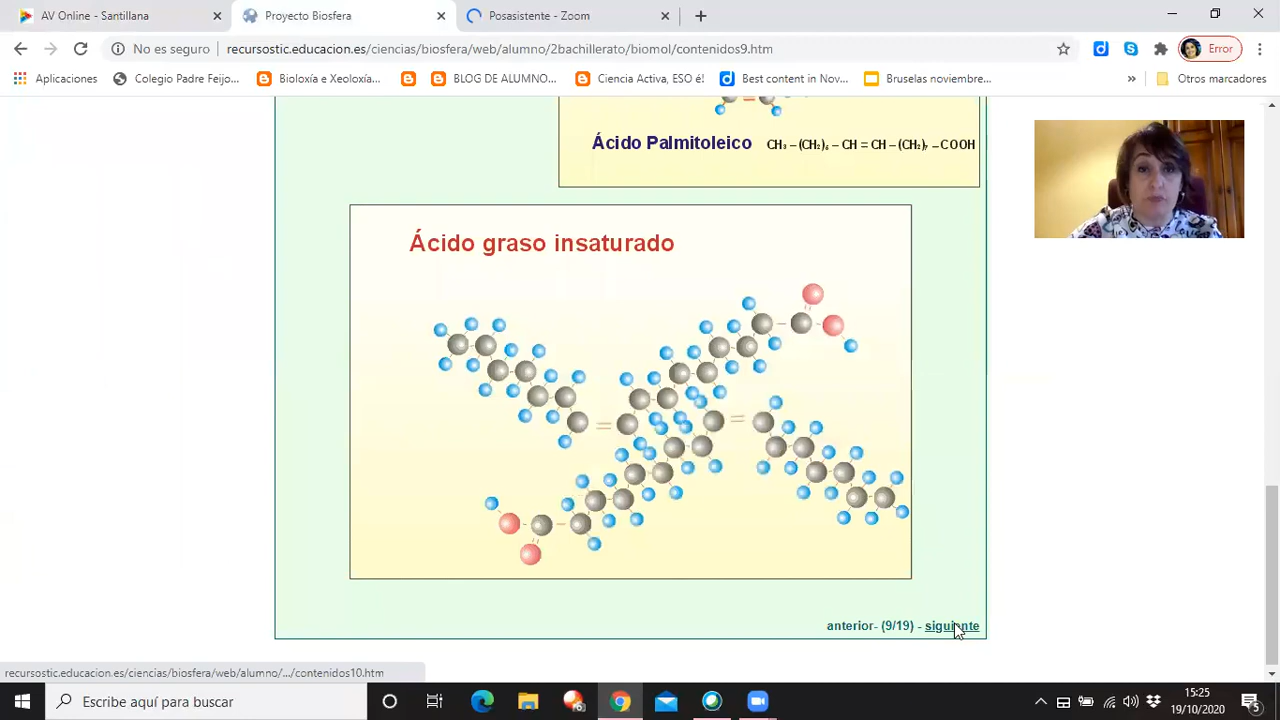 AV Online - Santillana
Proyecto Biosfera
Posasistente - Zoom
No es seguro
recursostic.educacion.es/ciencias/biosfera/web/alumno/2bachillerato/biomol/contenidos9.htm
Error
Aplicaciones
Colegio Padre Feijo...
Bioloxía e Xeoloxía...
BLOG DE ALUMNO...
Ciencia Activa, ESO é!
Best content in Nov...
Bruselas noviembre...
»
Otros marcadores
Ácido Palmitoleico CH₃ – (CH₂)₅ – CH = CH – (CH₂)₇ – COOH
Ácido graso insaturado
anterior- (9/19) - siguiente
recursostic.educacion.es/ciencias/biosfera/web/alumno/.../contenidos10.htm
Escribe aquí para buscar
15:25
19/10/2020
5